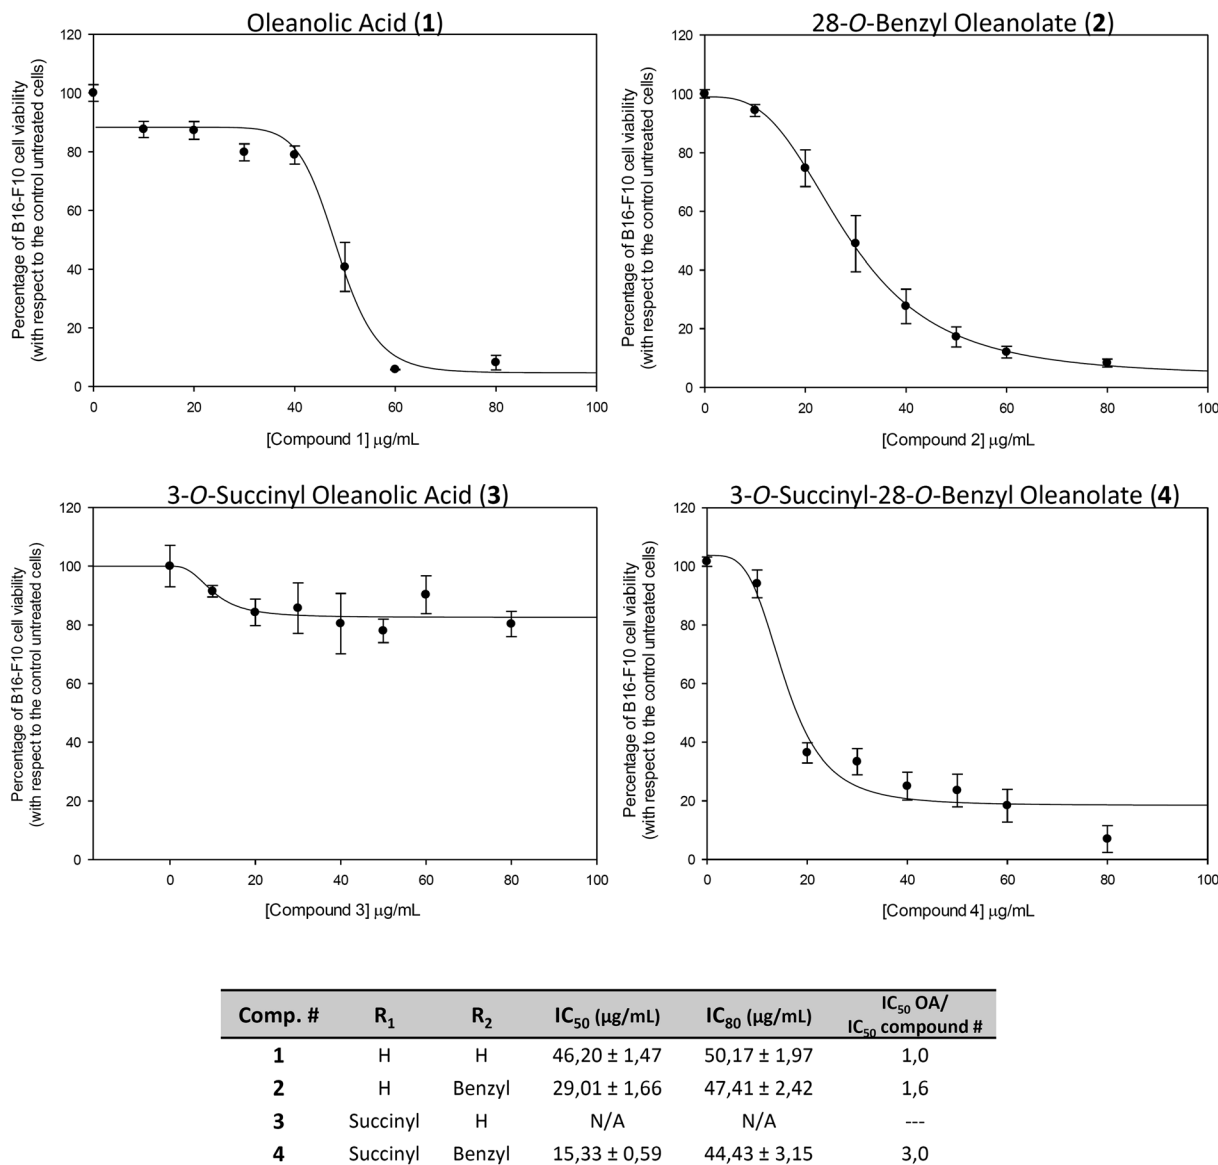 Oleanolic Acid (1)
120
100
80
60
40
20
0
Percentage of B16-F10 cell viability
(with respect to the control untreated cells)
0 20 40 60 80 100
[Compound 1] µg/mL
28-O-Benzyl Oleanolate (2)
120
100
80
60
40
20
0
Percentage of B16-F10 cell viability
(with respect to the control untreated cells)
0 20 40 60 80 100
[Compound 2] µg/mL
3-O-Succinyl Oleanolic Acid (3)
120
100
80
60
40
20
0
Percentage of B16-F10 cell viability
(with respect to the control untreated cells)
0 20 40 60 80 100
[Compound 3] µg/mL
3-O-Succinyl-28-O-Benzyl Oleanolate (4)
120
100
80
60
40
20
0
Percentage of B16-F10 cell viability
(with respect to the control untreated cells)
0 20 40 60 80 100
[Compound 4] µg/mL
Comp. # R1 R2 IC50 (µg/mL) IC80 (µg/mL) IC50 OA/
IC50 compound #
1 H H 46,20 ± 1,47 50,17 ± 1,97 1,0
2 H Benzyl 29,01 ± 1,66 47,41 ± 2,42 1,6
3 Succinyl H N/A N/A ---
4 Succinyl Benzyl 15,33 ± 0,59 44,43 ± 3,15 3,0